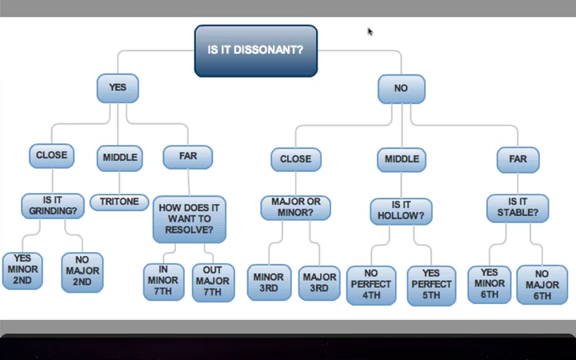 IS IT DISSONANT?
YES
NO
CLOSE
MIDDLE
FAR
CLOSE
MIDDLE
FAR
IS IT
GRINDING?
TRITONE
HOW DOES IT
WANT TO
RESOLVE?
MAJOR OR
MINOR?
IS IT
HOLLOW?
IS IT
STABLE?
YES
MINOR
2ND
NO
MAJOR
2ND
IN
MINOR
7TH
OUT
MAJOR
7TH
MINOR
3RD
MAJOR
3RD
NO
PERFECT
4TH
YES
PERFECT
5TH
YES
MINOR
6TH
NO
MAJOR
6TH